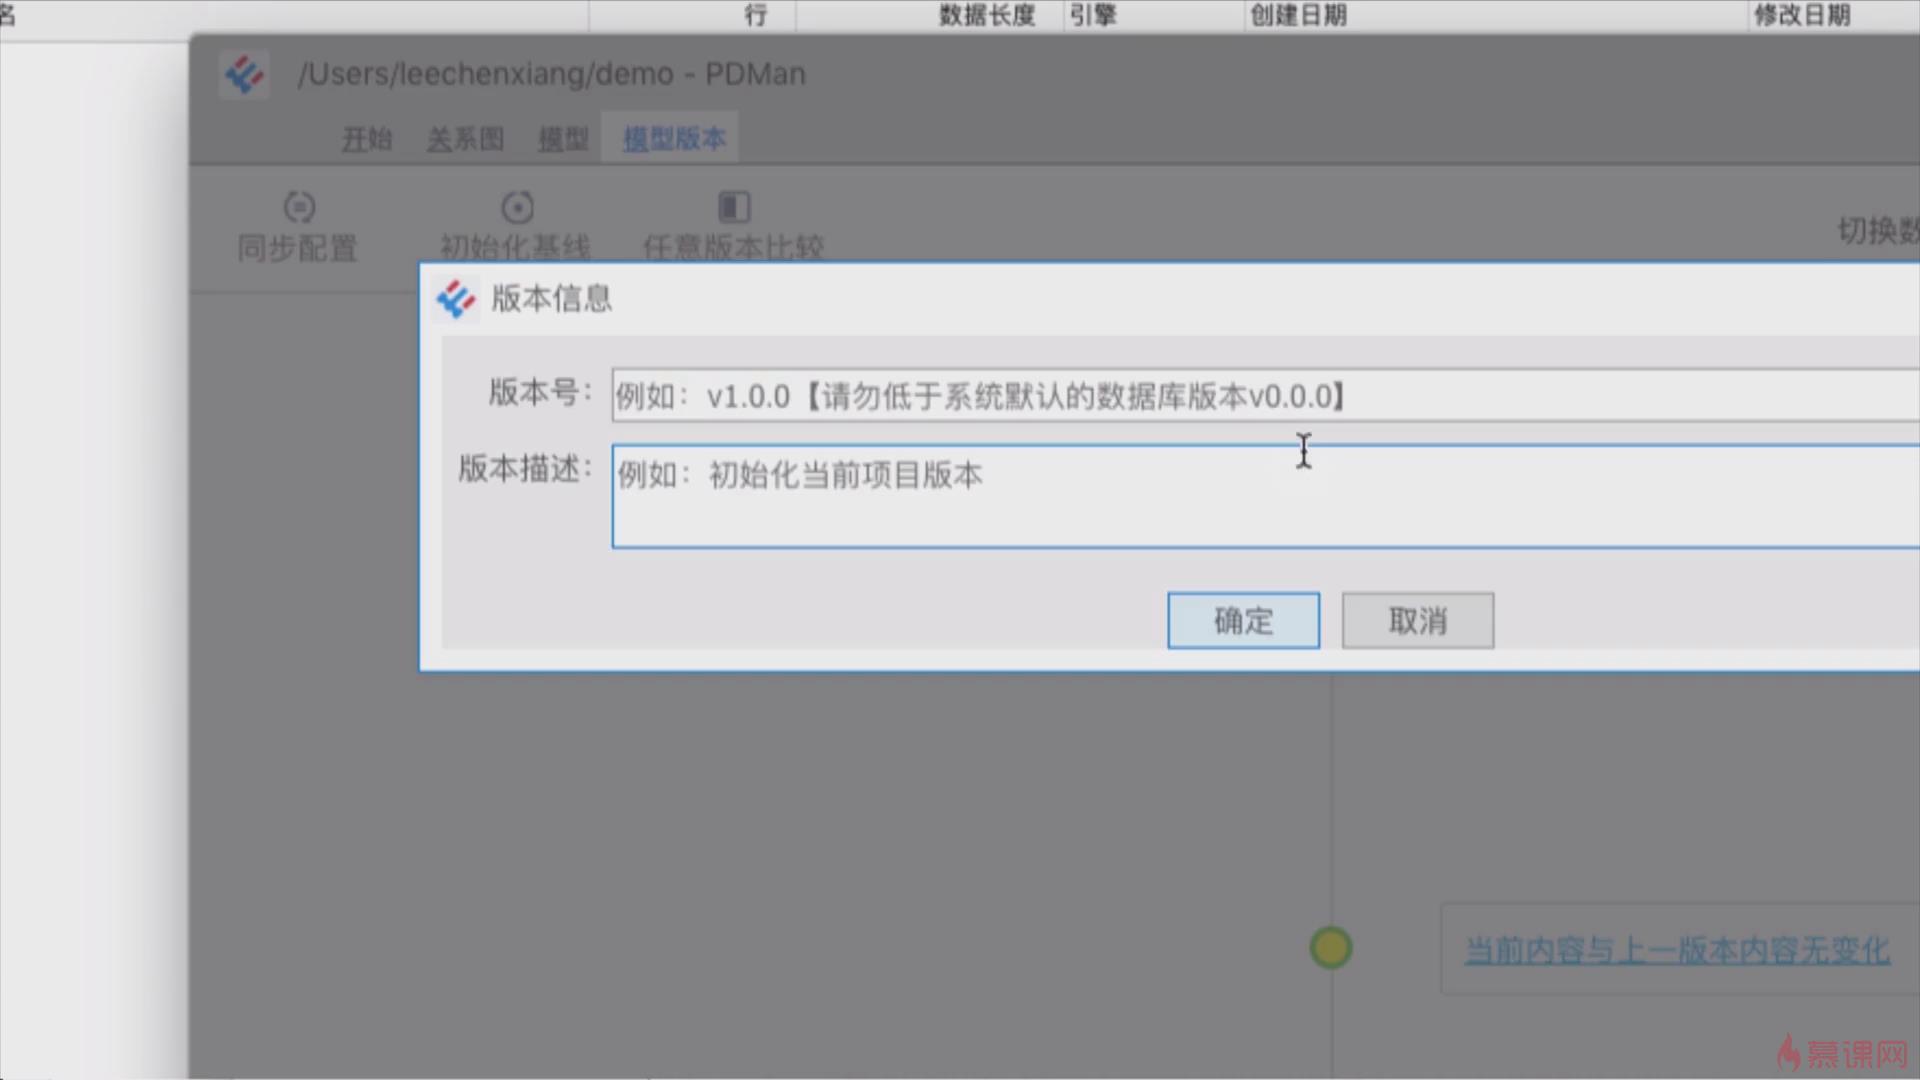 名 行 数据长度 引擎 创建日期 修改日期
/Users/leechenxiang/demo - PDMan
开始 关系图 模型 模型版本
同步配置 初始化基线 任意版本比较 切换数
版本信息
版本号： 例如：v1.0.0【请勿低于系统默认的数据库版本v0.0.0】
版本描述： 例如：初始化当前项目版本
确定 取消
当前内容与上一版本内容无变化
慕课网